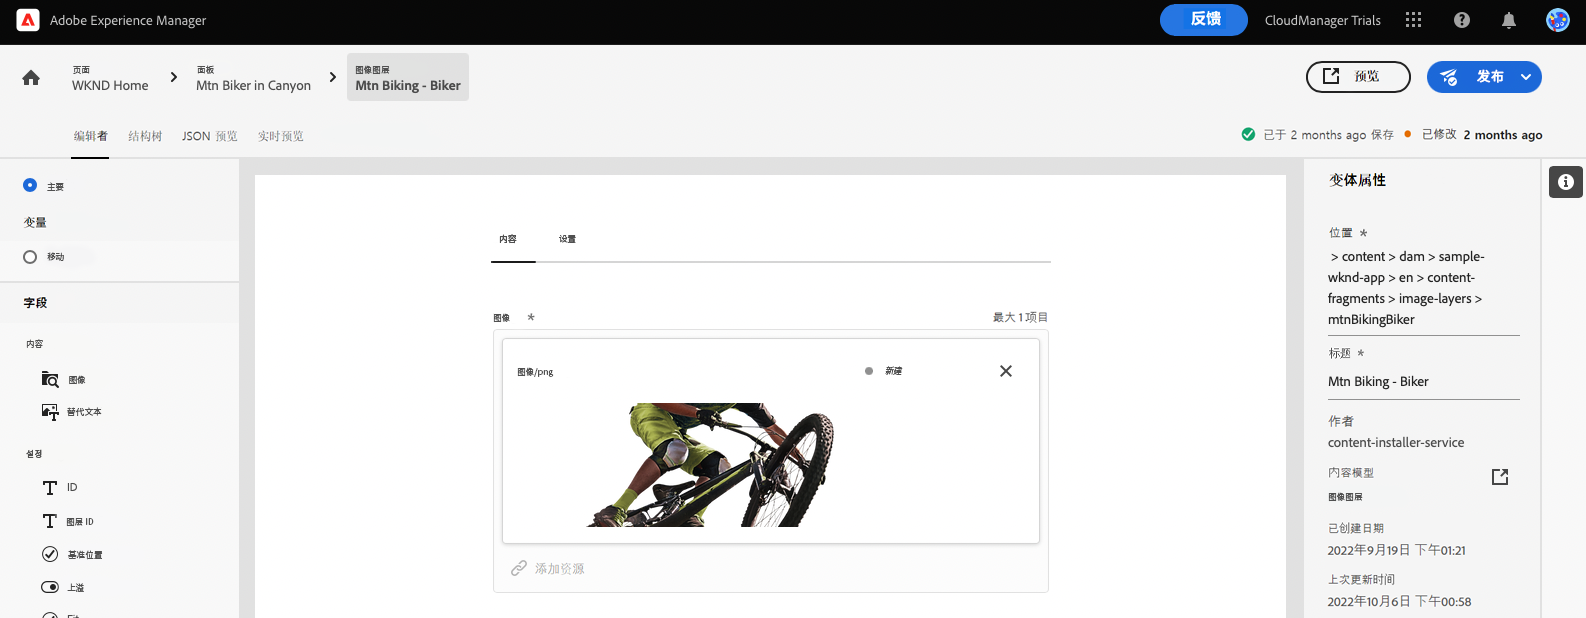 Adobe Experience Manager
反馈
CloudManager Trials
页面
WKND Home
面板
Mtn Biker in Canyon
图像图层
Mtn Biking - Biker
预览
发布
编辑者
结构树
JSON 预览
实时预览
已于 2 months ago 保存
已修改 2 months ago
主要
变量
移动
字段
内容
图像
替代文本
설정
ID
图层 ID
基准位置
上溢
Fit
内容
设置
图像 *
最大 1 项目
图像/png
新建
添加资源
变体属性
位置 *
> content > dam > sample-
wknd-app > en > content-
fragments > image-layers >
mtnBikingBiker
标题 *
Mtn Biking - Biker
作者
content-installer-service
内容模型
图像图层
已创建日期
2022年9月19日 下午01:21
上次更新时间
2022年10月6日 下午00:58